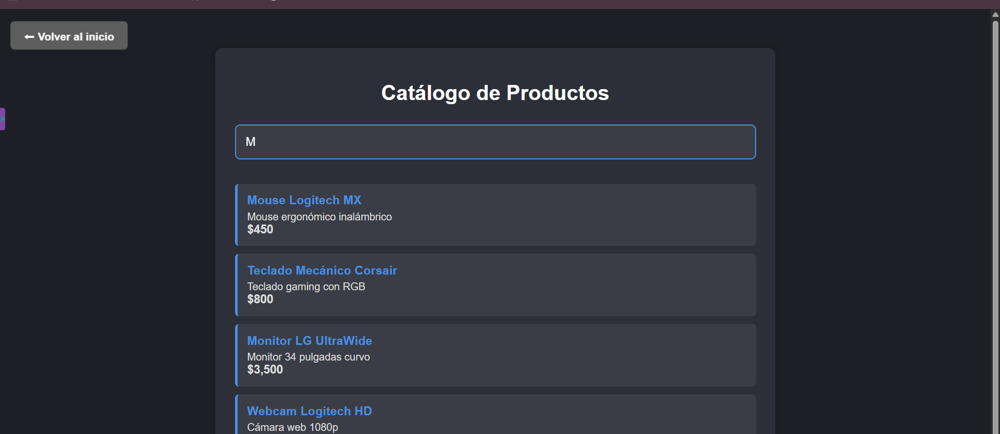 ← Volver al inicio
Catálogo de Productos
M
Mouse Logitech MX
Mouse ergonómico inalámbrico
$450
Teclado Mecánico Corsair
Teclado gaming con RGB
$800
Monitor LG UltraWide
Monitor 34 pulgadas curvo
$3,500
Webcam Logitech HD
Cámara web 1080p